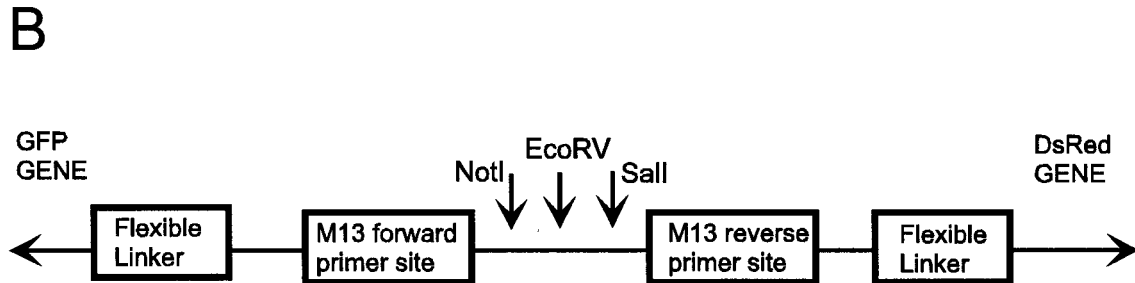 B
GFP
GENE
EcoRV
NotI
SalI
DsRed
GENE
Flexible
Linker
M13 forward
primer site
M13 reverse
primer site
Flexible
Linker